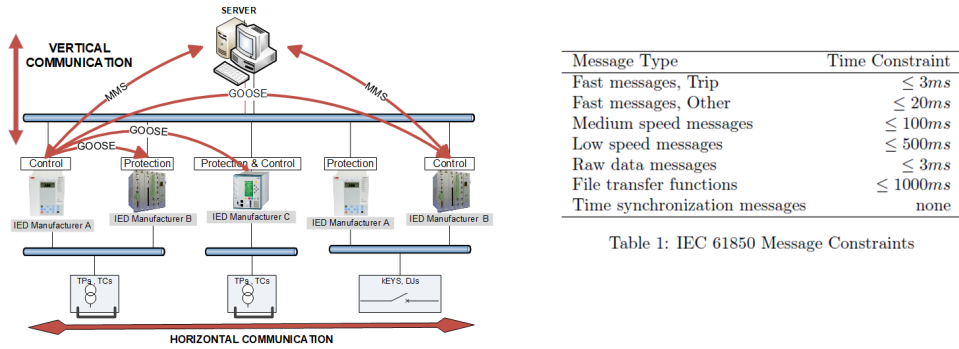 SERVER
VERTICAL
COMMUNICATION
MMS
GOOSE
MMS
GOOSE
GOOSE
Control
Protection
Protection & Control
Protection
Control
IED Manufacturer A
IED Manufacturer B
IED Manufacturer C
IED Manufacturer A
IED Manufacturer B
TPs , TCs
TPs , TCs
kEYS, DJs
HORIZONTAL COMMUNICATION
Message Type Time Constraint
Fast messages, Trip ≤ 3ms
Fast messages, Other ≤ 20ms
Medium speed messages ≤ 100ms
Low speed messages ≤ 500ms
Raw data messages ≤ 3ms
File transfer functions ≤ 1000ms
Time synchronization messages none
Table 1: IEC 61850 Message Constraints